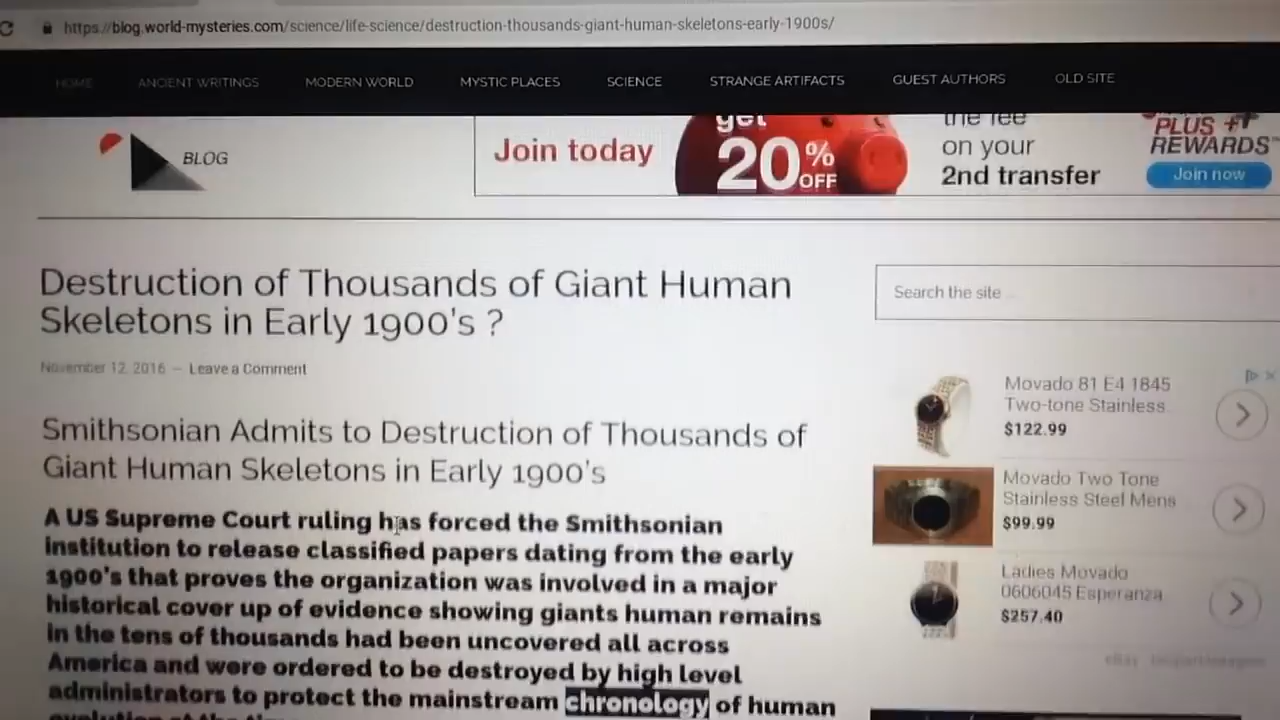 https://blog.world-mysteries.com/science/life-science/destruction-thousands-giant-human-skeletons-early-1900s/
HOME ANCIENT WRITINGS MODERN WORLD MYSTIC PLACES SCIENCE STRANGE ARTIFACTS GUEST AUTHORS OLD SITE
BLOG
Join today
get
20% OFF
the fee
on your
2nd transfer
PLUS +
REWARDS
Join now
Destruction of Thousands of Giant Human
Skeletons in Early 1900's ?
November 12, 2016 – Leave a Comment
Smithsonian Admits to Destruction of Thousands of
Giant Human Skeletons in Early 1900's
A US Supreme Court ruling has forced the Smithsonian
institution to release classified papers dating from the early
1900's that proves the organization was involved in a major
historical cover up of evidence showing giants human remains
in the tens of thousands had been uncovered all across
America and were ordered to be destroyed by high level
administrators to protect the mainstream chronology of human
Search the site ...
Movado 81 E4 1845
Two-tone Stainless
$122.99
Movado Two Tone
Stainless Steel Mens
$99.99
Ladies Movado
0606045 Esperanza
$257.40